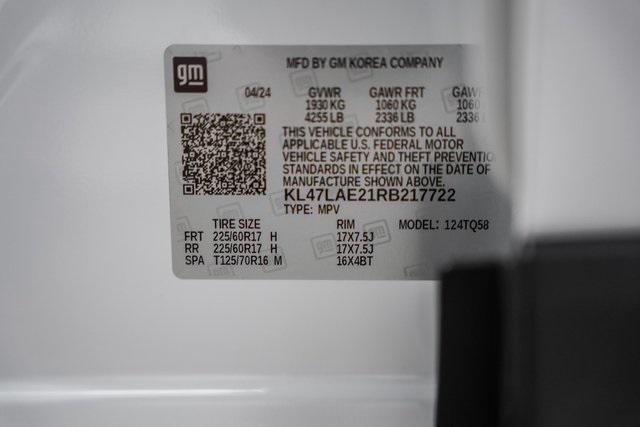 gm
MFD BY GM KOREA COMPANY
04/24 GVWR GAWR FRT GAWR
1930 KG 1060 KG 1060
4255 LB 2336 LB 2336
THIS VEHICLE CONFORMS TO ALL
APPLICABLE U.S. FEDERAL MOTOR
VEHICLE SAFETY AND THEFT PREVENTIO
STANDARDS IN EFFECT ON THE DATE OF
MANUFACTURE SHOWN ABOVE.
KL47LAE21RB217722
TYPE: MPV
TIRE SIZE RIM MODEL: 124TQ58
FRT 225/60R17 H 17X7.5J
RR 225/60R17 H 17X7.5J
SPA T125/70R16 M 16X4BT